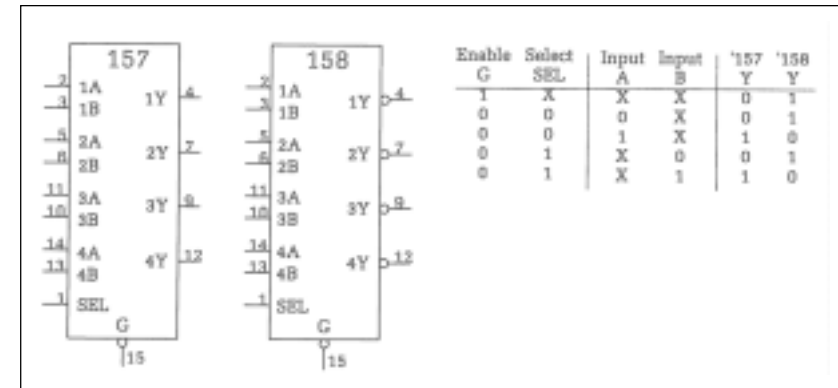 157
2 1A
3 1B
1Y 4
5 2A
6 2B
2Y 7
11 3A
10 3B
3Y 9
14 4A
13 4B
4Y 12
1 SEL
G
15
158
2 1A
3 1B
1Y 4
5 2A
6 2B
2Y 7
11 3A
10 3B
3Y 9
14 4A
13 4B
4Y 12
1 SEL
G
15
Enable Select Input Input '157 '158
G SEL A B Y Y
1 X X X 0 1
0 0 0 X 0 1
0 0 1 X 1 0
0 1 X 0 0 1
0 1 X 1 1 0